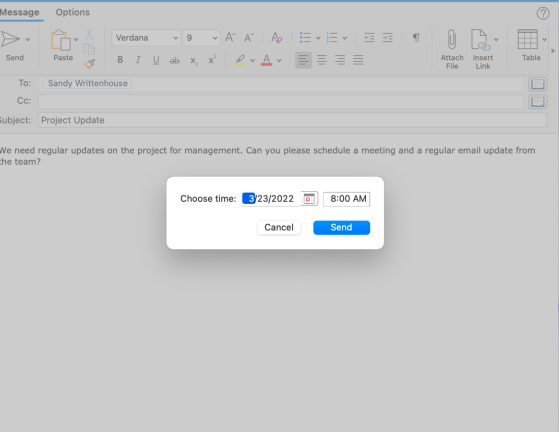 Message Options
Verdana 9 A^ A^ A
Send Paste B I U ab X, X' A Attach File Insert Link Table
To: Sandy Writtenhouse
Cc:
Subject: Project Update
We need regular updates on the project for management. Can you please schedule a meeting and a regular email update from
the team?
Choose time: 3/23/2022 8:00 AM
Cancel Send